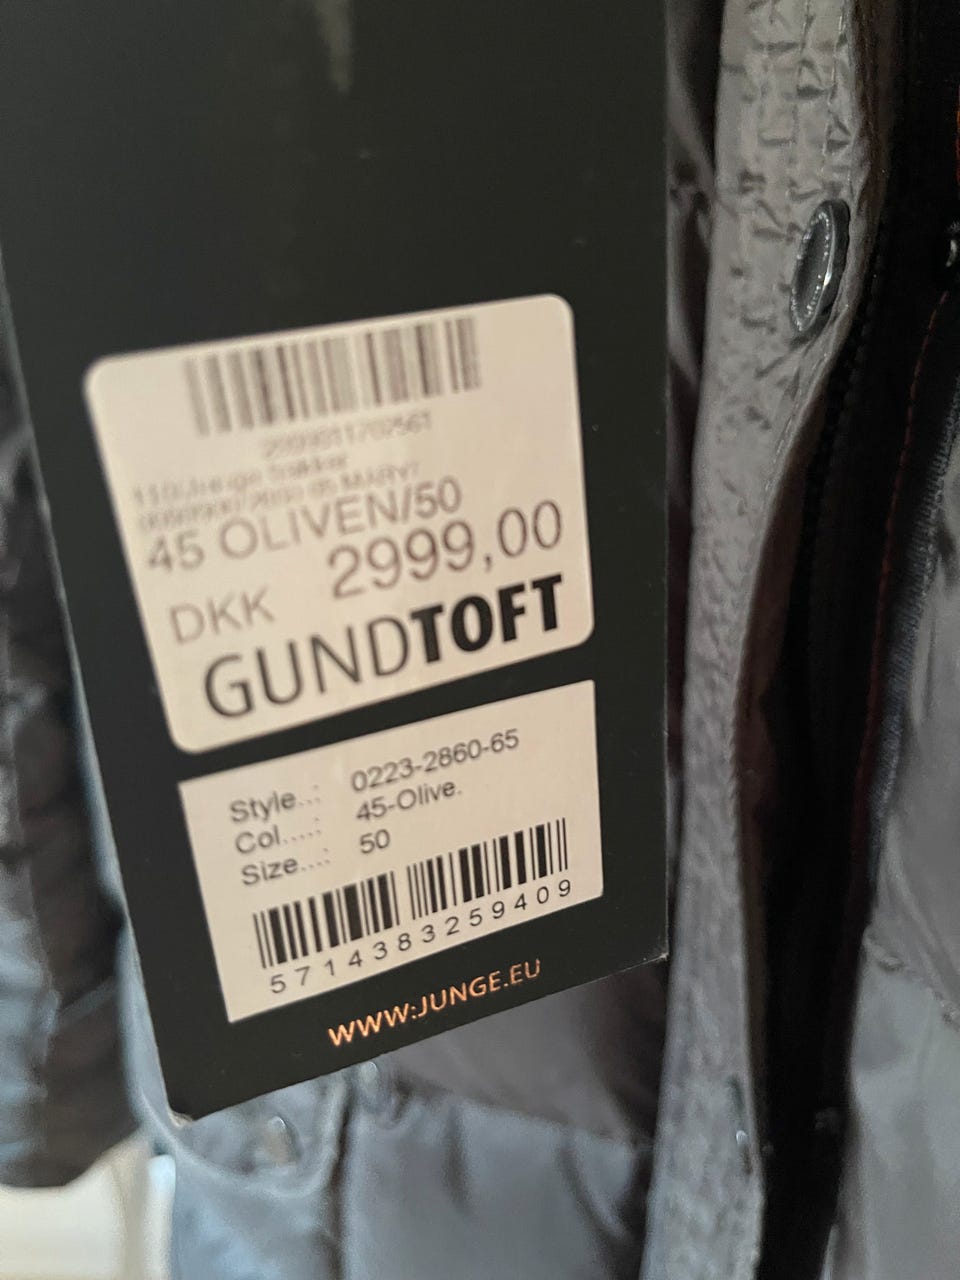 45 OLIVEN/50
2999,00
DKK
GUNDTOFT
Style...: 0223-2860-65
Col.....: 45-Olive.
Size....: 50
5714383259409
WWW.JUNGE.EU